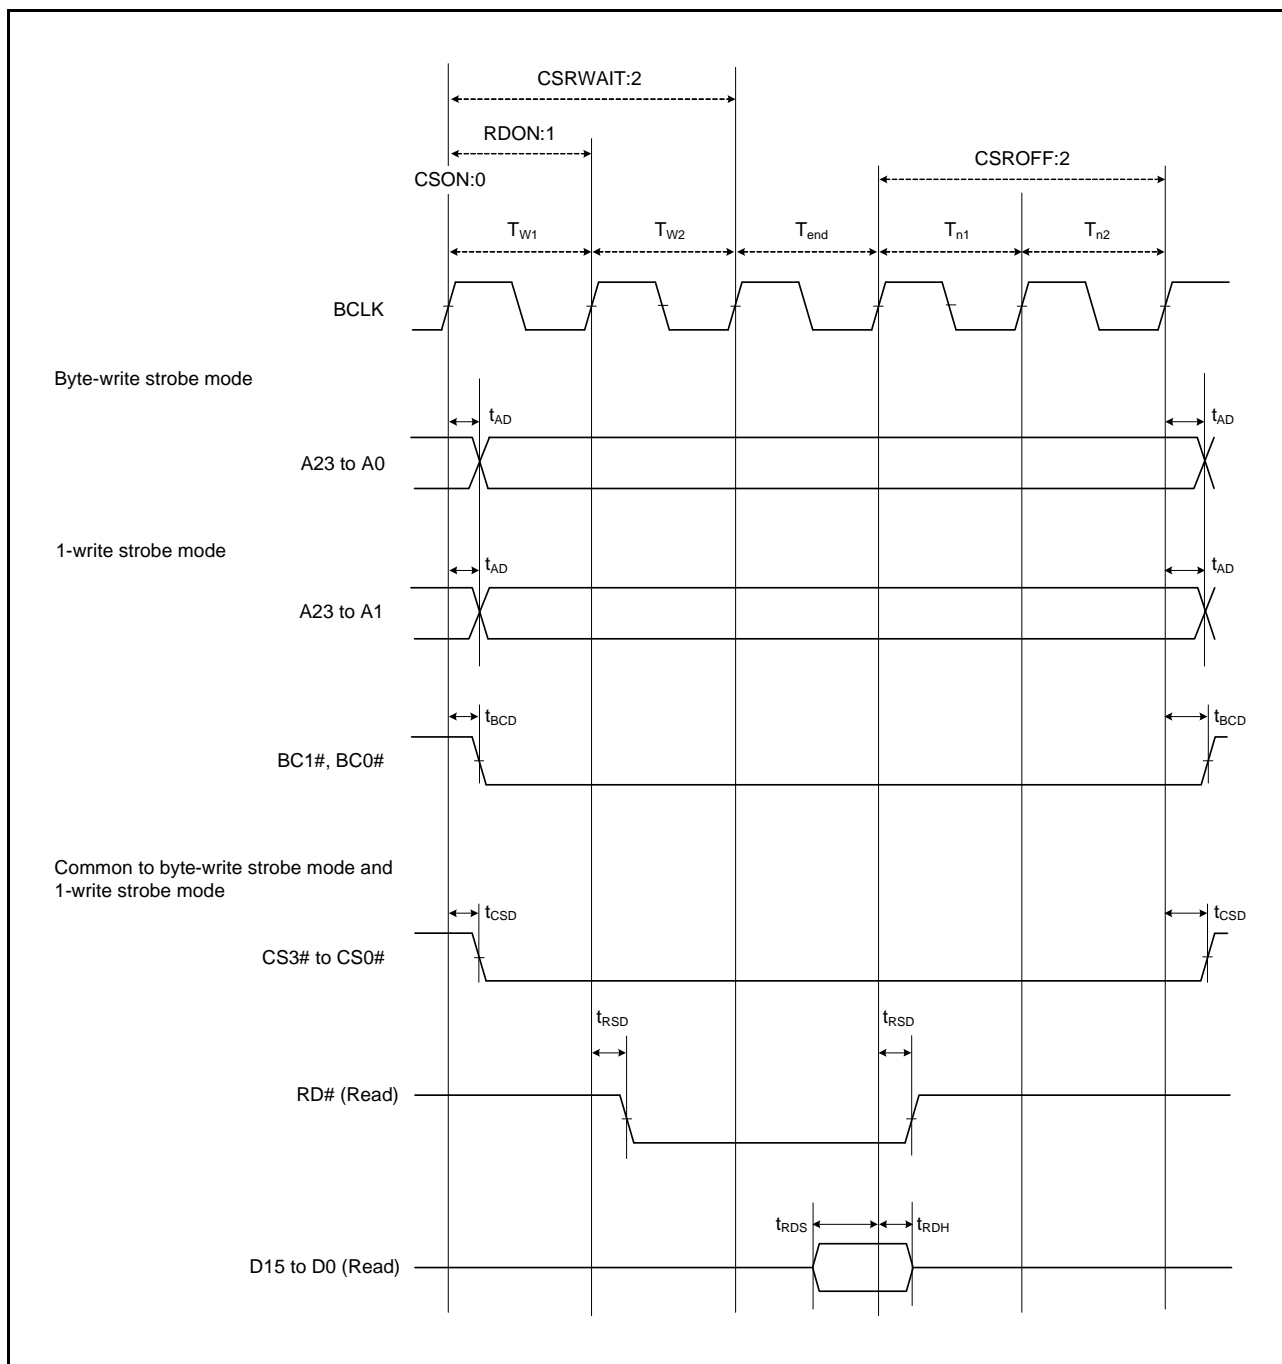 CSRWAIT:2
RDON:1
CSROFF:2
CSON:0
TW1 TW2 Tend Tn1 Tn2
BCLK
Byte-write strobe mode
tAD tAD
A23 to A0
1-write strobe mode
tAD tAD
A23 to A1
tBCD tBCD
BC1#, BC0#
Common to byte-write strobe mode and
1-write strobe mode
tCSD tCSD
CS3# to CS0#
tRSD tRSD
RD# (Read)
tRDS tRDH
D15 to D0 (Read)